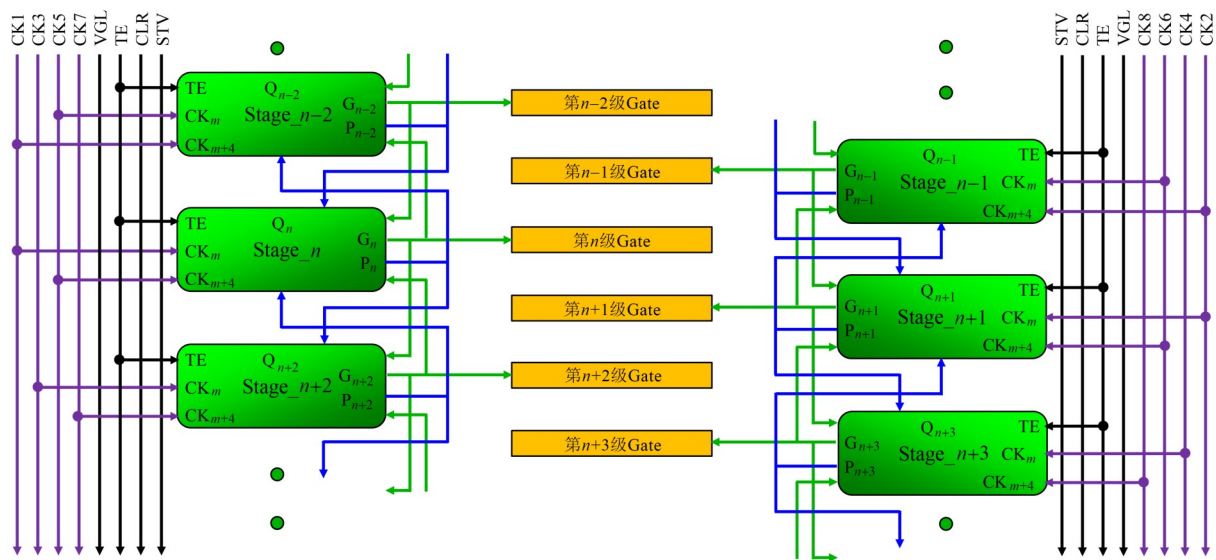 CK1 CK3 CK5 CK7 VGL TE CLR STV
STV CLR TE VGL CK8 CK6 CK4 CK2
TE
Qn−2
Gn−2
CKm
Stage_n−2
Pn−2
CKm+4
TE
Qn
Gn
CKm
Stage_n
Pn
CKm+4
TE
Qn+2
Gn+2
CKm
Stage_n+2
Pn+2
CKm+4
第n−2级Gate
第n−1级Gate
第n级Gate
第n+1级Gate
第n+2级Gate
第n+3级Gate
Qn−1
TE
Gn−1
Stage_n−1
CKm
Pn−1
CKm+4
Qn+1
TE
Gn+1
Stage_n+1
CKm
Pn+1
CKm+4
Qn+3
TE
Gn+3
Stage_n+3
CKm
Pn+3
CKm+4